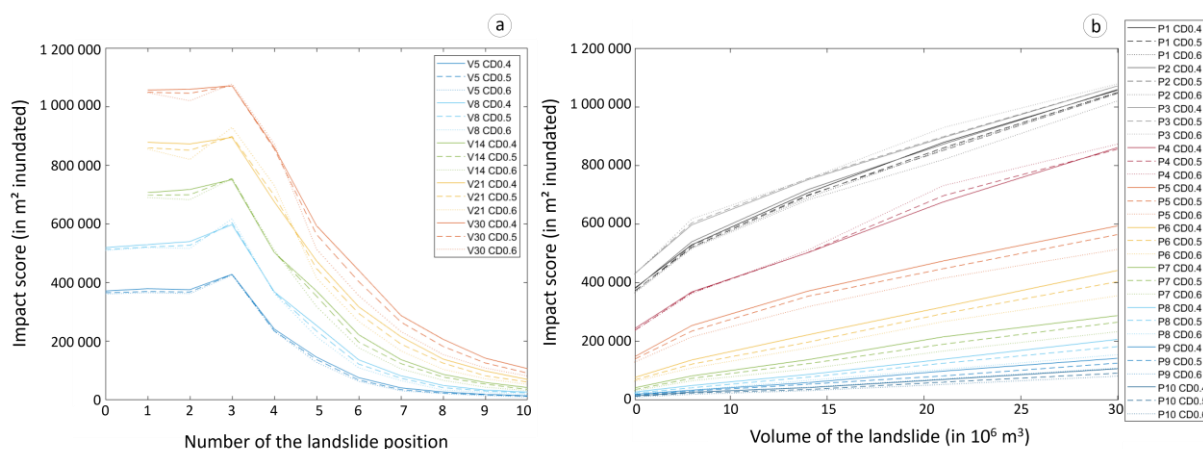 a
1 200 000
1 000 000
800 000
600 000
400 000
200 000
0
0 1 2 3 4 5 6 7 8 9 10
Impact score (in m² inundated)
Number of the landslide position
V5 CD0.4
V5 CD0.5
V5 CD0.6
V8 CD0.4
V8 CD0.5
V8 CD0.6
V14 CD0.4
V14 CD0.5
V14 CD0.6
V21 CD0.4
V21 CD0.5
V21 CD0.6
V30 CD0.4
V30 CD0.5
V30 CD0.6
b
1 200 000
1 000 000
800 000
600 000
400 000
200 000
0
0 10 15 20 25 30
Impact score (in m² inundated)
Volume of the landslide (in 10⁶ m³)
P1 CD0.4
P1 CD0.5
P1 CD0.6
P2 CD0.4
P2 CD0.5
P2 CD0.6
P3 CD0.4
P3 CD0.5
P3 CD0.6
P4 CD0.4
P4 CD0.5
P4 CD0.6
P5 CD0.4
P5 CD0.5
P5 CD0.6
P6 CD0.4
P6 CD0.5
P6 CD0.6
P7 CD0.4
P7 CD0.5
P7 CD0.6
P8 CD0.4
P8 CD0.5
P8 CD0.6
P9 CD0.4
P9 CD0.5
P9 CD0.6
P10 CD0.4
P10 CD0.5
P10 CD0.6